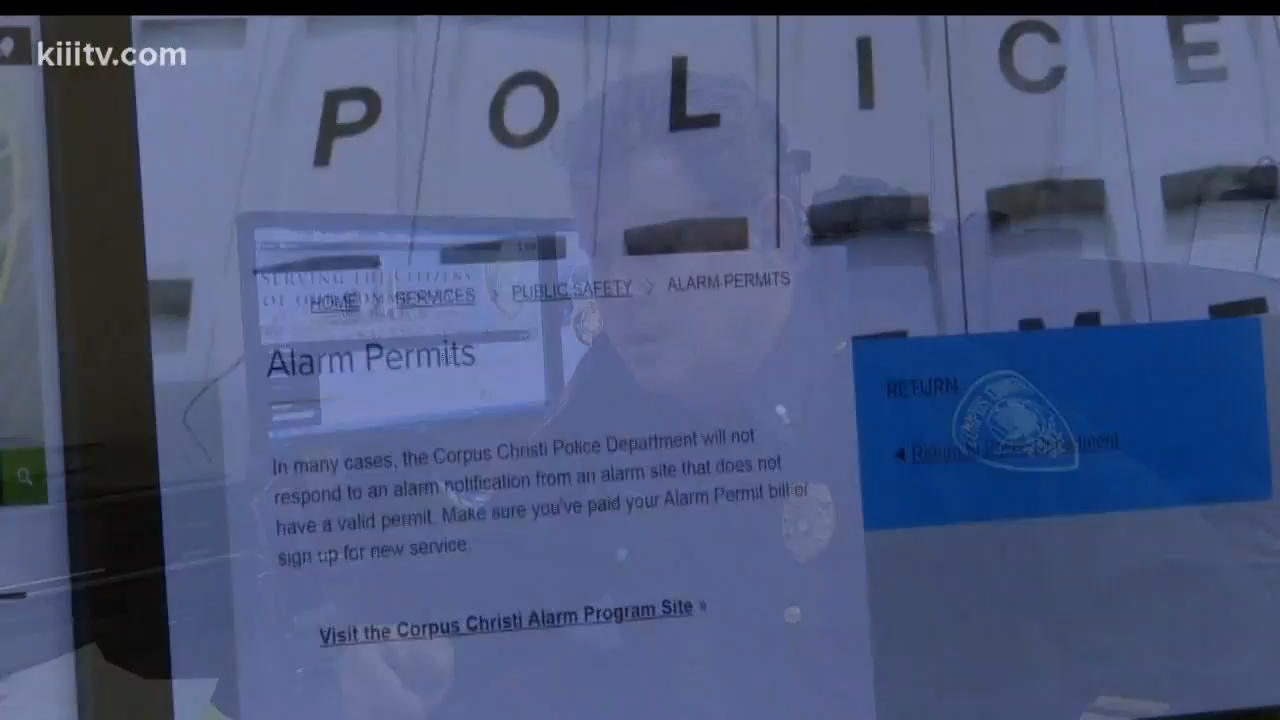 kiiitv.com
POLICE
SERVING THE CITIZENS
HOME > SERVICES > PUBLIC SAFETY > ALARM PERMITS
Alarm Permits
RETURN
In many cases, the Corpus Christi Police Department will not
respond to an alarm notification from an alarm site that does not
have a valid permit. Make sure you've paid your Alarm Permit bill or
sign up for new service.
Visit the Corpus Christi Alarm Program Site »